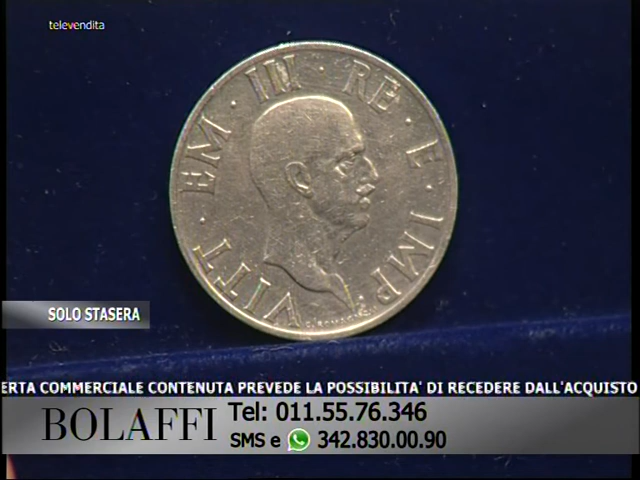 televendita
VITT · EM · III · RE · E · IMP
SOLO STASERA
ERTA COMMERCIALE CONTENUTA PREVEDE LA POSSIBILITA' DI RECEDERE DALL'ACQUISTO
BOLAFFI
Tel: 011.55.76.346
SMS e 342.830.00.90